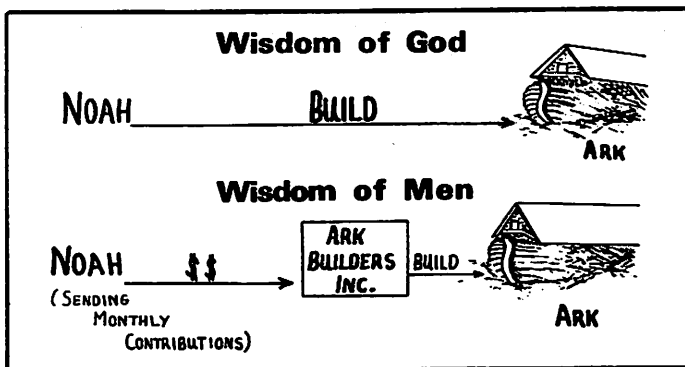 Wisdom of God
NOAH BUILD
ARK
Wisdom of Men
NOAH $$ ARK BUILDERS INC. BUILD
(SENDING
MONTHLY
CONTRIBUTIONS)
ARK